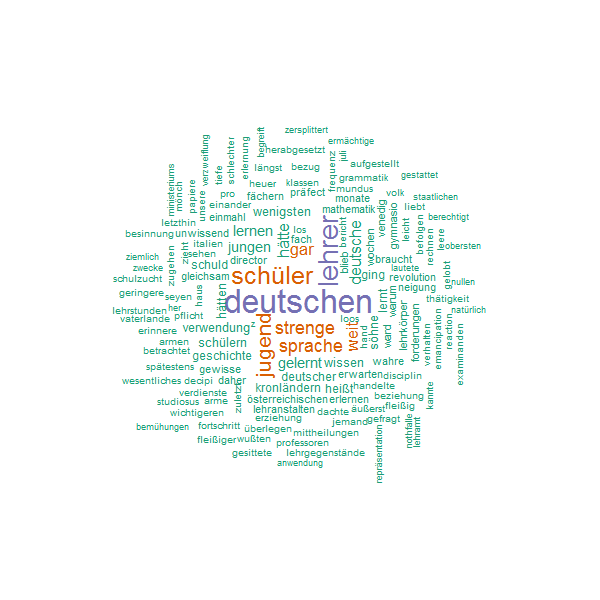 zersplittert
ermächtige
herabgesetzt
begreift
erlernung
schlechter
verzweiflung
tiefe
ministeriums
mönch
papiere
unsere
längst
bezug
frequenz
juli
aufgestellt
gestattet
grammatik
heuer
klassen
mundus
volk
staatlichen
pro
fächern
präfect
monate
einander
wenigsten
mathematik
venedig
gymnasio
liebt
berechtigt
letzthin
einmahl
los
leicht
befolgen
rechnen
leere
obersten
besinnung
unwissend
lernen
hätte
fach
lehrer
bericht
blieb
deutsche
wochen
italien
sehen
jungen
gar
ziemlich
zwecke
zugehen
zieht
schuld
director
braucht
lautete
schulzucht
gleichsam
schüler
ging
revolution
gelobt
nullen
geringere
seyen
haus
hätten
deutschen
lernt
warum
neigung
thätigkeit
natürlich
lehrstunden
her
vaterlande
pflicht
z
loos
weit
hand
söhne
ward
lehrkörper
forderungen
verhalten
emancipation
reaction
examinanden
erinnere
verwendung
jugend
strenge
armen
schülern
sprache
betrachtet
geschichte
gelernt
wissen
wahre
spätestens
gewisse
deutscher
erwarten
disciplin
wesentliches
decipi
daher
kronländern
heißt
handelte
kannte
verdienste
zuletzt
österreichischen
erlernen
beziehung
studiosus
arme
lehranstalten
dachte
äußerst
fleißig
wichtigeren
erziehung
jemand
gefragt
nothfalle
lehramt
bemühungen
fortschritt
überlegen
mittheilungen
repräsentation
fleißiger
wußten
professoren
gesittete
lehrgegenstände
anwendung